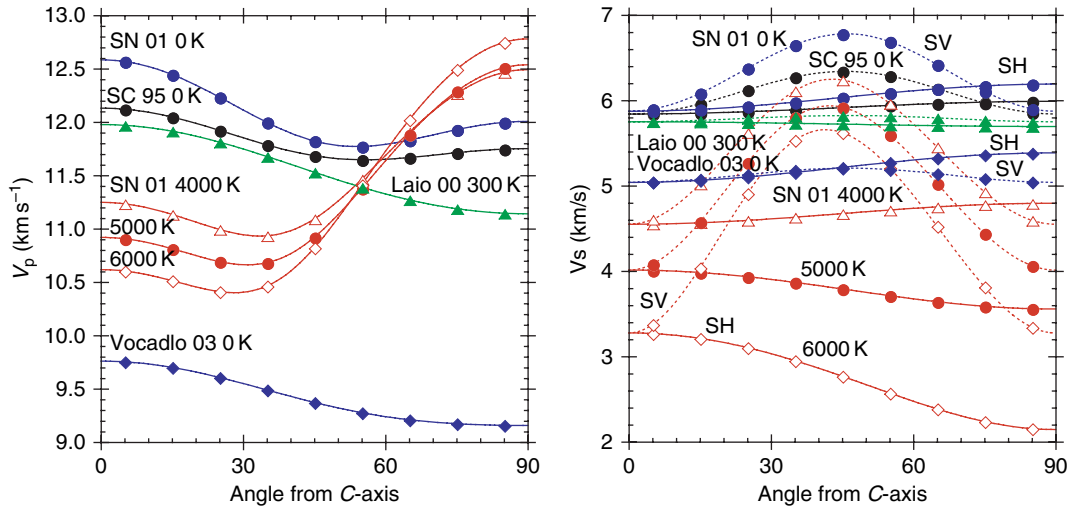 13.0
12.5
12.0
11.5
11.0
10.5
10.0
9.5
9.0
Vp (km s−1)
SN 01 0 K
SC 95 0 K
Laio 00 300 K
SN 01 4000 K
5000 K
6000 K
Vocadlo 03 0 K
0
30
60
90
Angle from C-axis
7
6
5
4
3
2
Vs (km/s)
SN 01 0 K
SV
SC 95 0 K
SH
Laio 00 300 K
Vocadlo 03 0 K
SH
SV
SN 01 4000 K
5000 K
SV
SH
6000 K
0
30
60
90
Angle from C-axis